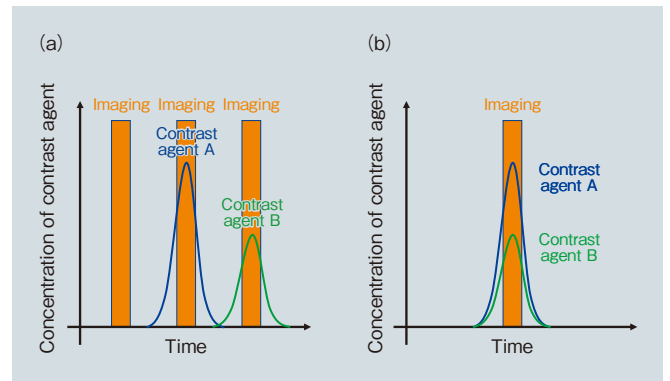 (a)
Concentration of contrast agent
Imaging Imaging Imaging
Contrast
agent A
Contrast
agent B
Time
(b)
Concentration of contrast agent
Imaging
Contrast
agent A
Contrast
agent B
Time